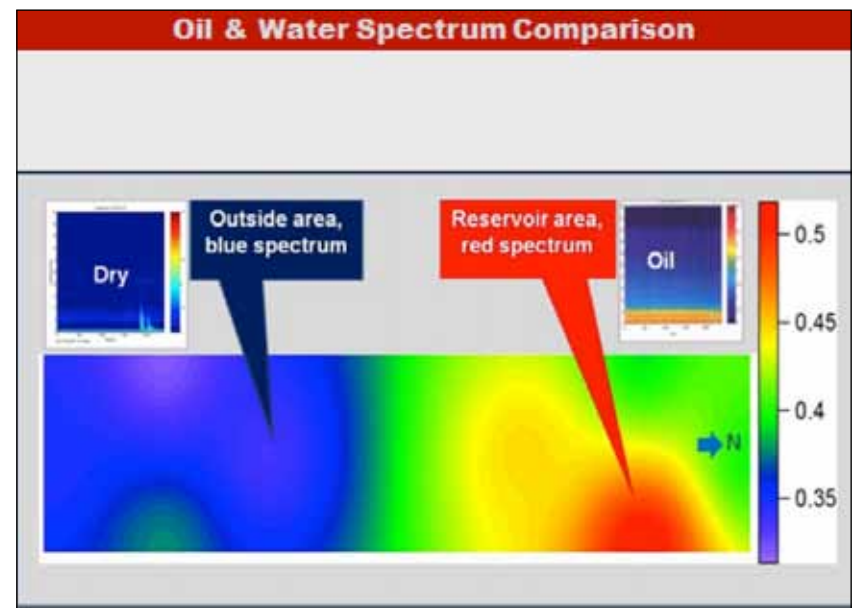 Oil & Water Spectrum Comparison
Outside area,
blue spectrum
Reservoir area,
red spectrum
Dry
Oil
0.5
0.45
0.4
N
0.35